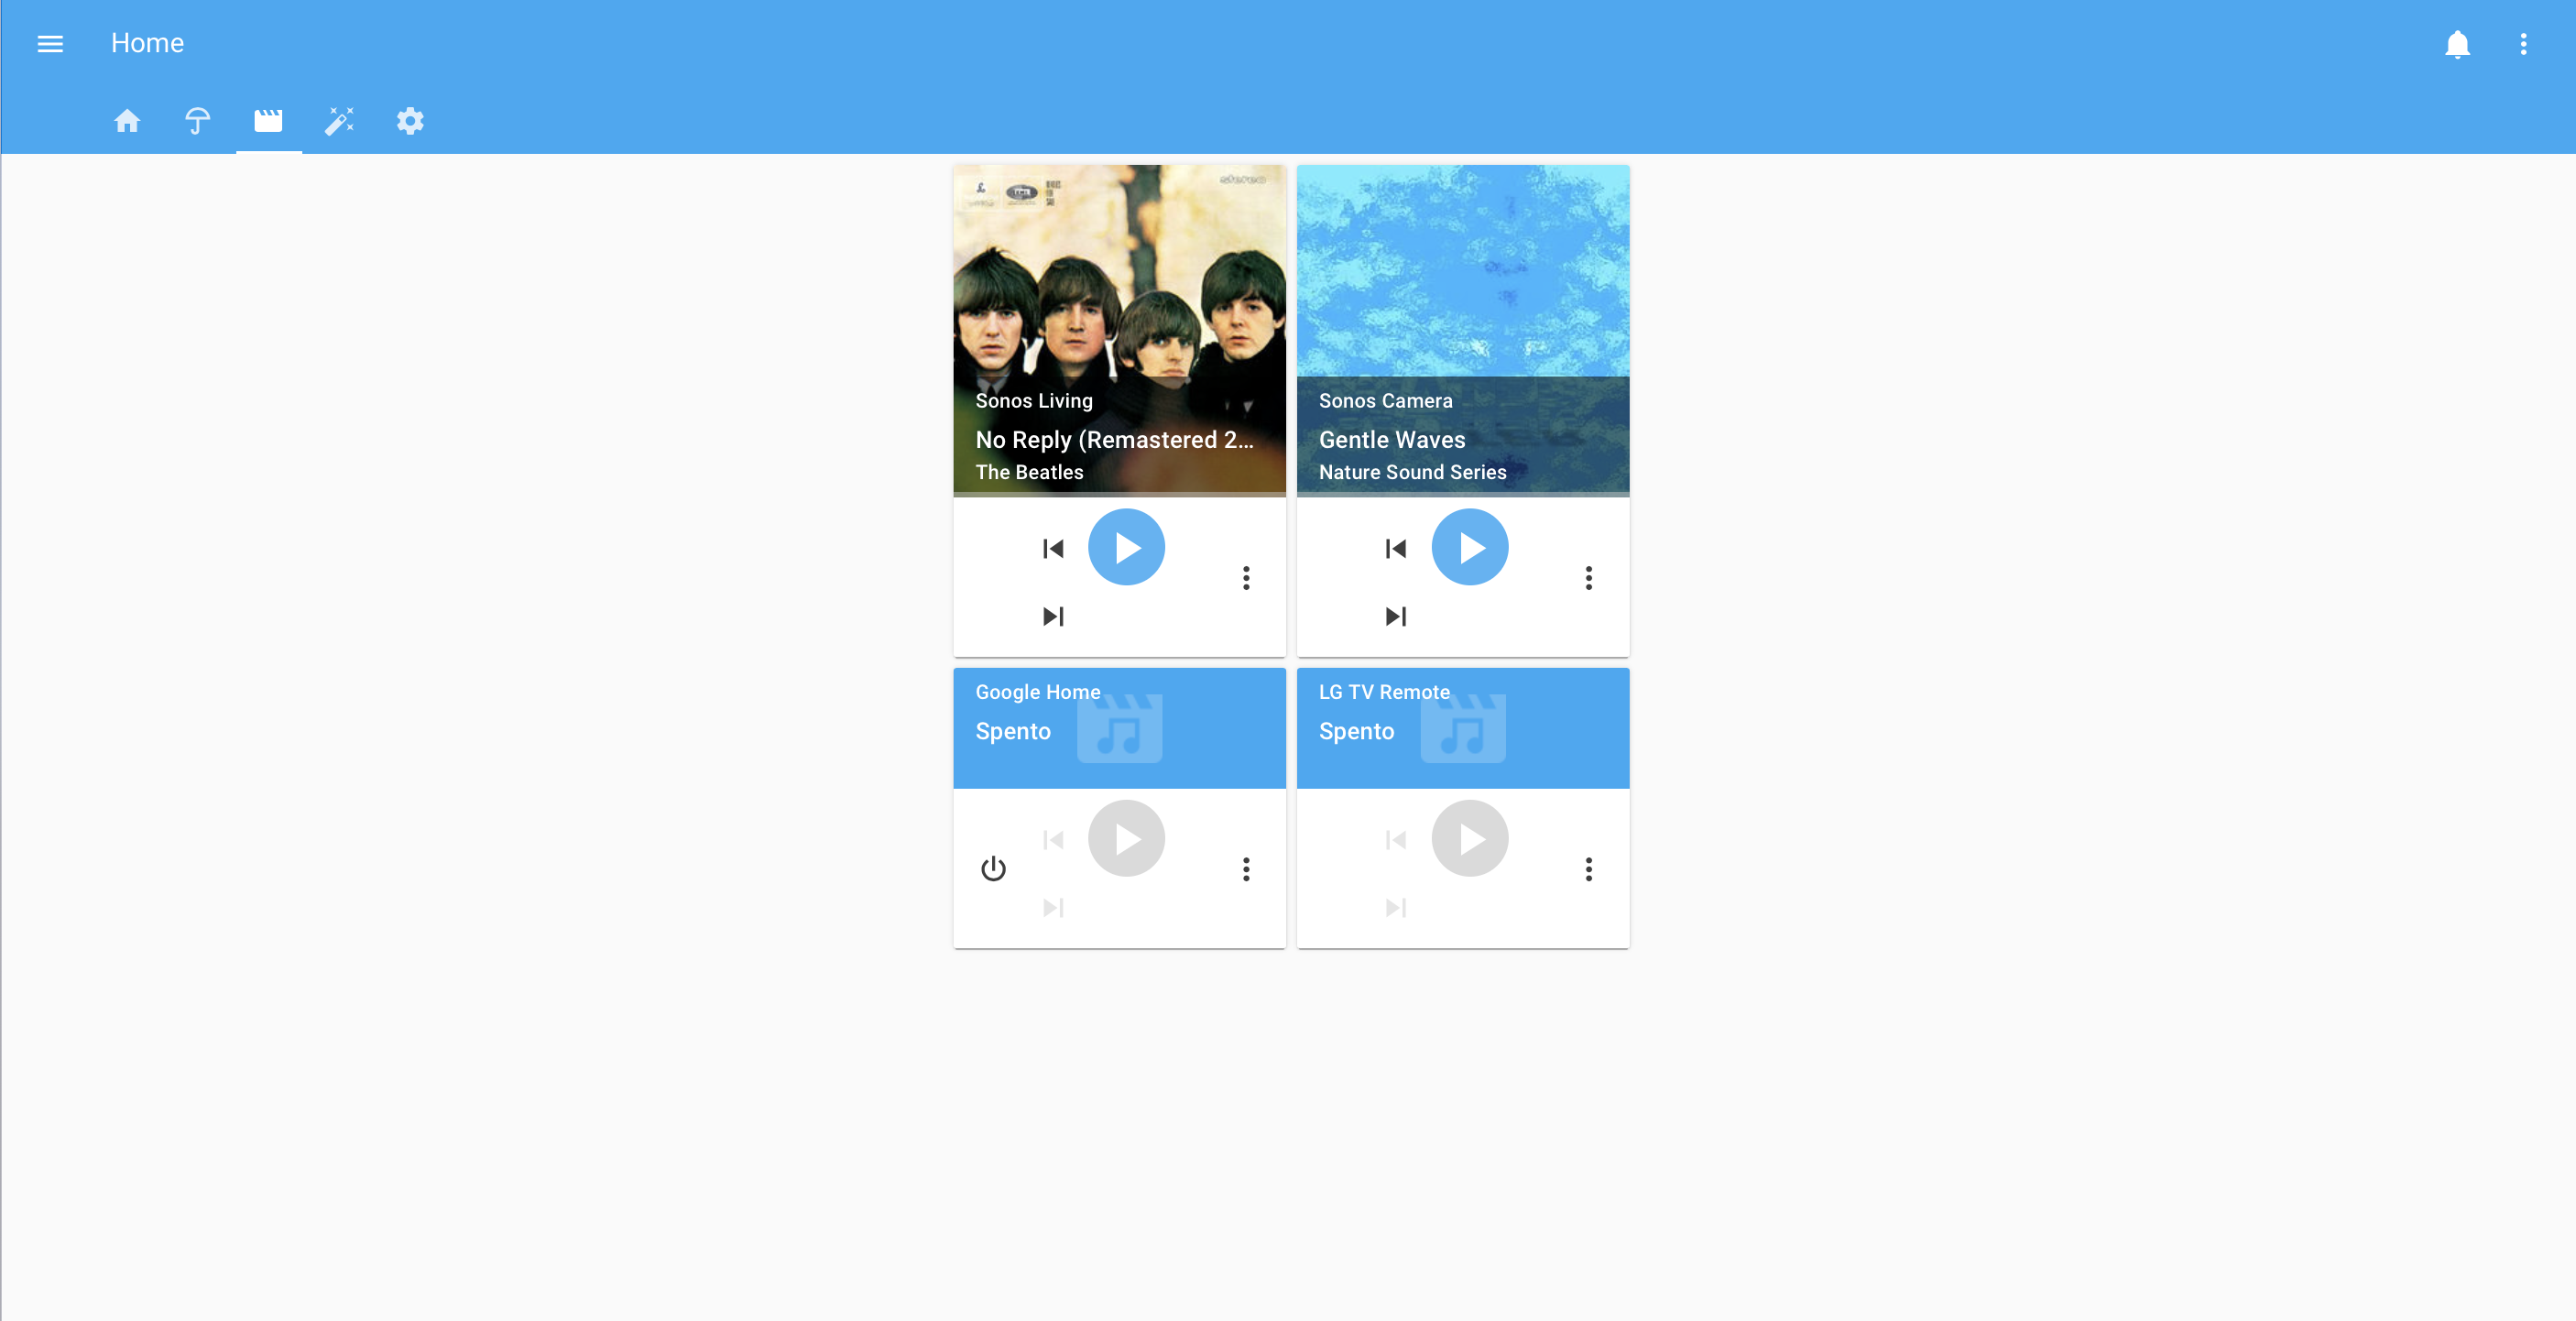 Home
stereo
Sonos Living
No Reply (Remastered 2...
The Beatles
Sonos Camera
Gentle Waves
Nature Sound Series
Google Home
Spento
LG TV Remote
Spento